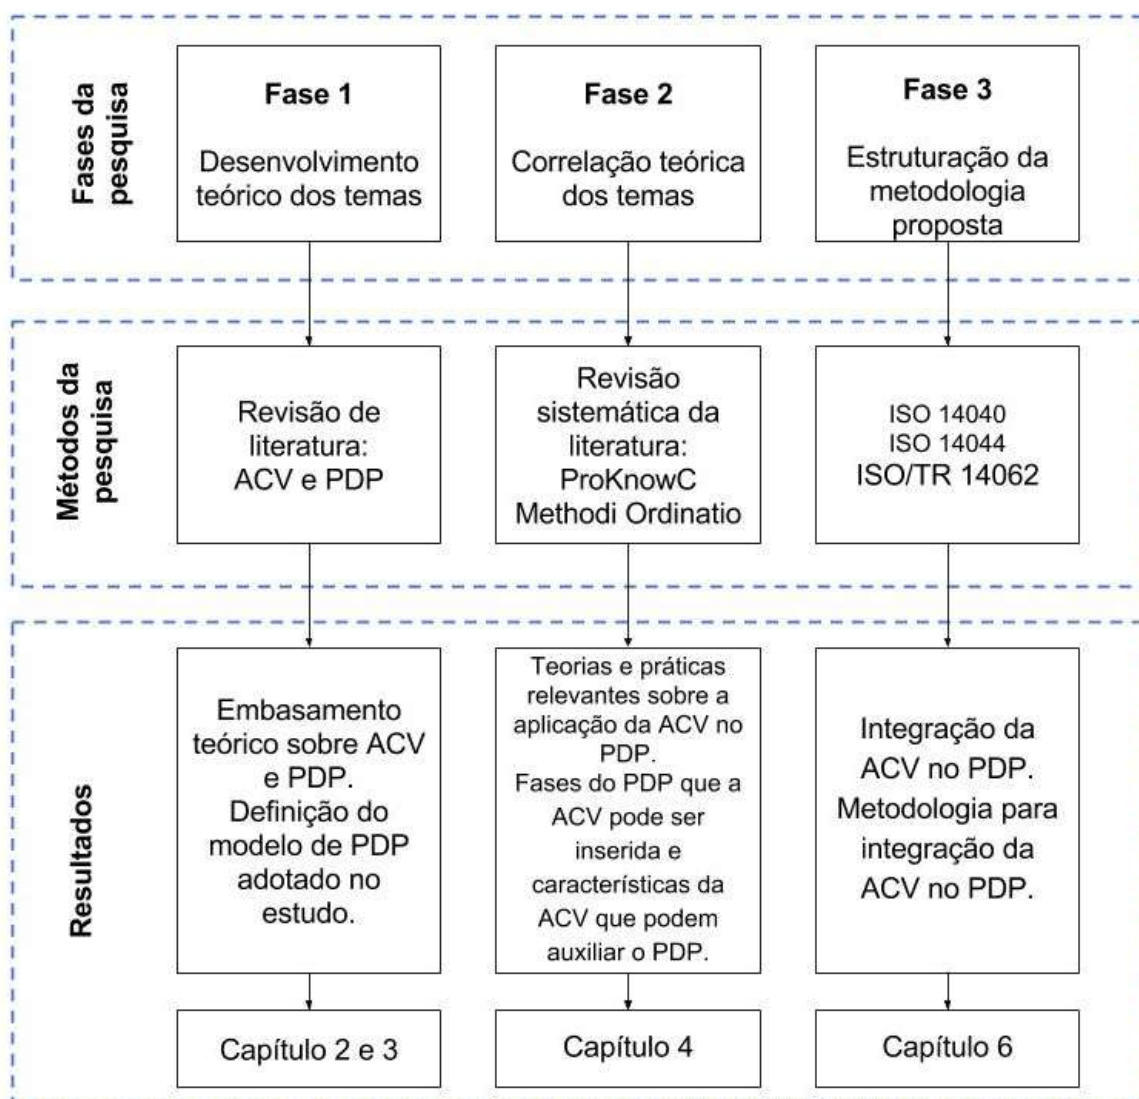 Fases da
pesquisa
Fase 1
Desenvolvimento
teórico dos temas
Fase 2
Correlação teórica
dos temas
Fase 3
Estruturação da
metodologia
proposta
Métodos da
pesquisa
Revisão de
literatura:
ACV e PDP
Revisão
sistemática da
literatura:
ProKnowC
Methodi Ordinatio
ISO 14040
ISO 14044
ISO/TR 14062
Resultados
Embasamento
teórico sobre ACV
e PDP.
Definição do
modelo de PDP
adotado no
estudo.
Teorias e práticas
relevantes sobre a
aplicação da ACV no
PDP.
Fases do PDP que a
ACV pode ser
inserida e
características da
ACV que podem
auxiliar o PDP.
Integração da
ACV no PDP.
Metodologia para
integração da
ACV no PDP.
Capítulo 2 e 3
Capítulo 4
Capítulo 6